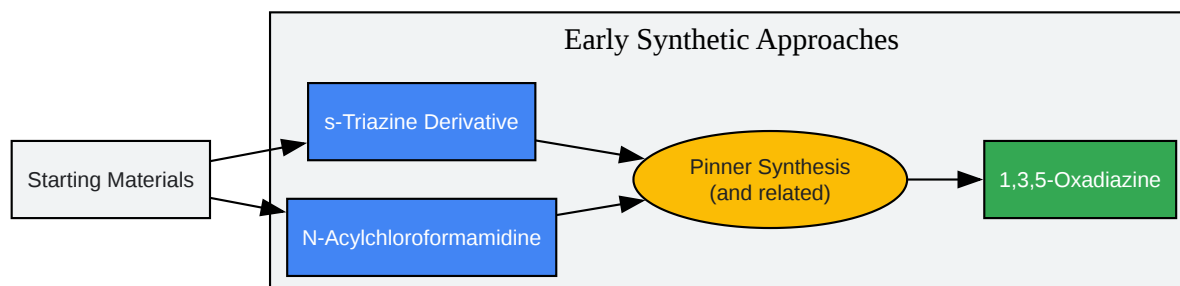 Early Synthetic Approaches
Starting Materials
s-Triazine Derivative
N-Acylchloroformamidine
Pinner Synthesis
(and related)
1,3,5-Oxadiazine